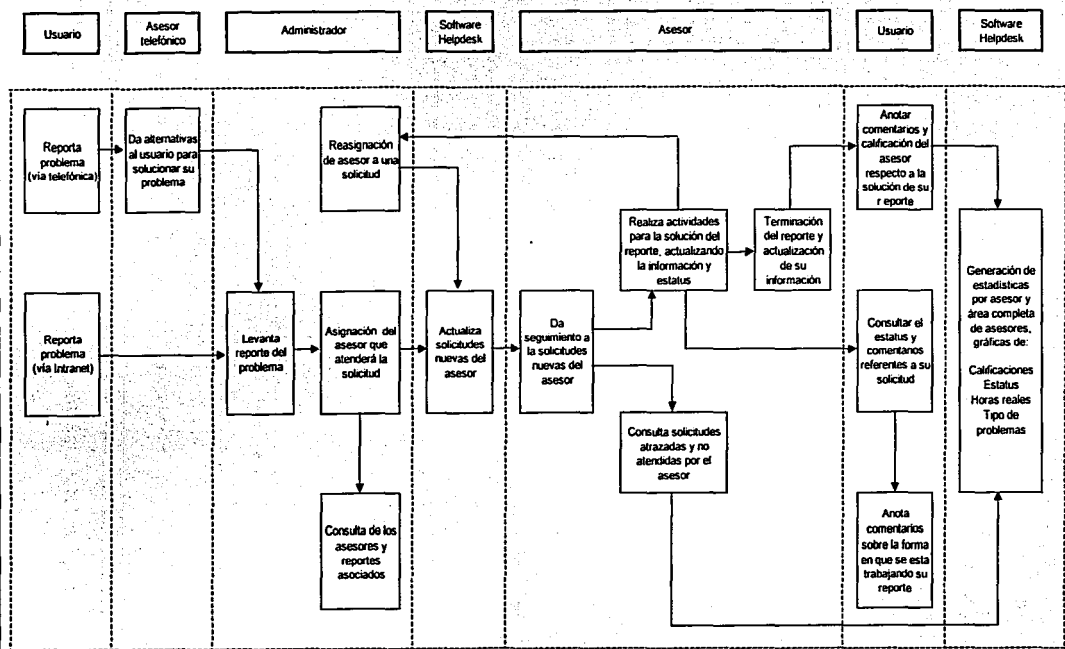 Usuario
Asesor
telefónico
Administrador
Software
Helpdesk
Asesor
Usuario
Software
Helpdesk
Reporta
problema
(vía telefónica)
Da alternativas
al usuario para
solucionar su
problema
Reasignación
de asesor a una
solicitud
Anotar
comentarios y
calificación del
asesor
respecto a la
solución de su
r eporte
Realiza actividades
para la solución del
reporte, actualizando
la información y
estatus
Terminación
del reporte y
actualización
de su
información
Generación de
estadísticas
por asesor y
área completa
de asesores,
gráficas de:
Calificaciones
Estatus
Horas reales
Tipo de
problemas
Reporta
problema
(vía Intranet)
Levanta
reporte del
problema
Asignación del
asesor que
atenderá la
solicitud
Actualiza
solicitudes
nuevas del
asesor
Da
seguimiento a
la solicitudes
nuevas del
asesor
Consultar el
estatus y
comentarios
referentes a su
solicitud
Consulta solicitudes
atrazadas y no
atendidas por el
asesor
Consulta de los
asesores y
reportes
asociados
Anota
comentarios
sobre la forma
en que se esta
trabajando su
reporte